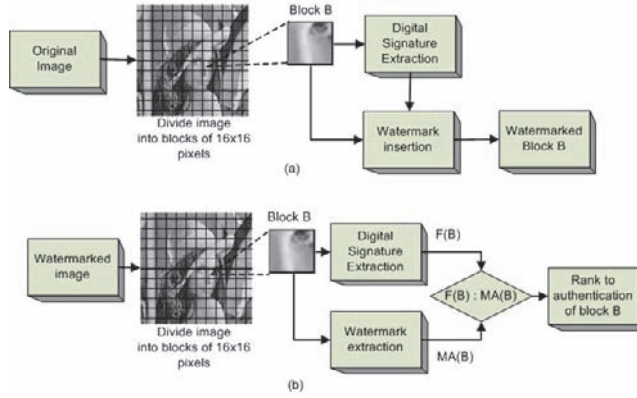 Block B
Original
Image
Digital
Signature
Extraction
Divide image
into blocks of 16x16
pixels
Watermark
insertion
Watermarked
Block B
(a)
Block B
Watermarked
image
Digital
Signature
Extraction
F(B)
F(B) : MA(B)
Rank to
authentication
of block B
Divide image
into blocks of 16x16
pixels
Watermark
extraction
MA(B)
(b)